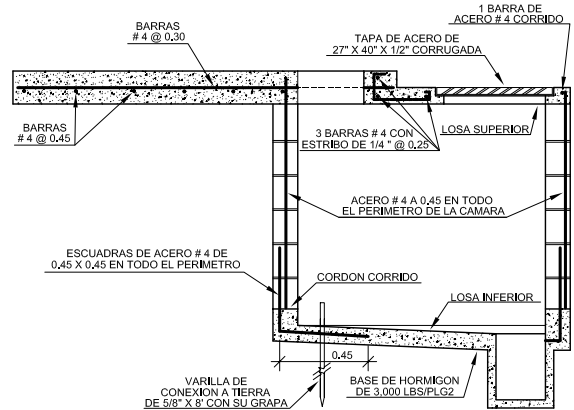 BARRAS
# 4 @ 0.30
1 BARRA DE
ACERO # 4 CORRIDO
TAPA DE ACERO DE
27" X 40" X 1/2" CORRUGADA
BARRAS
# 4 @ 0.45
3 BARRAS # 4 CON
ESTRIBO DE 1/4 " @ 0.25
LOSA SUPERIOR
ACERO # 4 A 0.45 EN TODO
EL PERIMETRO DE LA CAMARA
ESCUADRAS DE ACERO # 4 DE
0.45 X 0.45 EN TODO EL PERIMETRO
CORDON CORRIDO
LOSA INFERIOR
0.45
VARILLA DE
CONEXION A TIERRA
DE 5/8" X 8' CON SU GRAPA
BASE DE HORMIGON
DE 3,000 LBS/PLG2